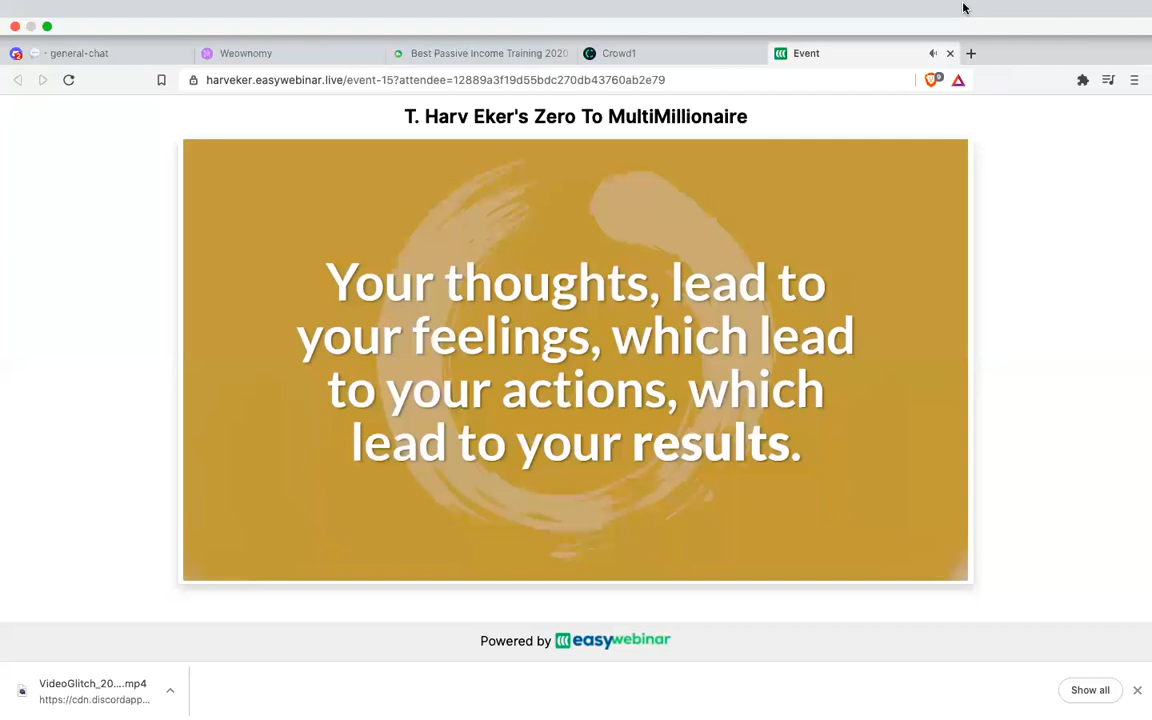 general-chat
Weownomy
Best Passive Income Training 2020
Crowd1
Event
harveker.easywebinar.live/event-15?attendee=12889a3f19d55bdc270db43760ab2e79
T. Harv Eker's Zero To MultiMillionaire
Your thoughts, lead to
your feelings, which lead
to your actions, which
lead to your results.
Powered by easywebinar
VideoGlitch_20....mp4
https://cdn.discordapp...
Show all